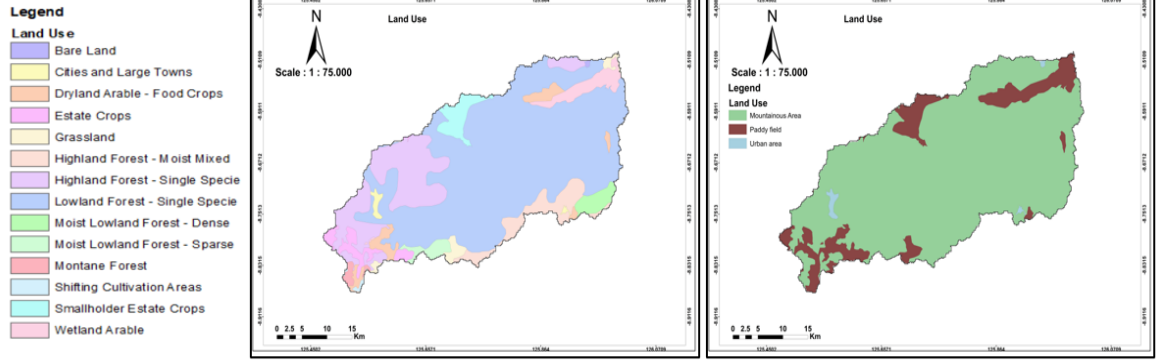 Legend
Land Use
Bare Land
Cities and Large Towns
Dryland Arable - Food Crops
Estate Crops
Grassland
Highland Forest - Moist Mixed
Highland Forest - Single Specie
Lowland Forest - Single Specie
Moist Lowland Forest - Dense
Moist Lowland Forest - Sparse
Montane Forest
Shifting Cultivation Areas
Smallholder Estate Crops
Wetland Arable
Land Use
N
Scale : 1 : 75.000
0 2.5 5 10 15
Km
Land Use
N
Scale : 1 : 75.000
Legend
Land Use
Mountainous Area
Paddy field
Urban area
0 2.5 5 10 15
Km